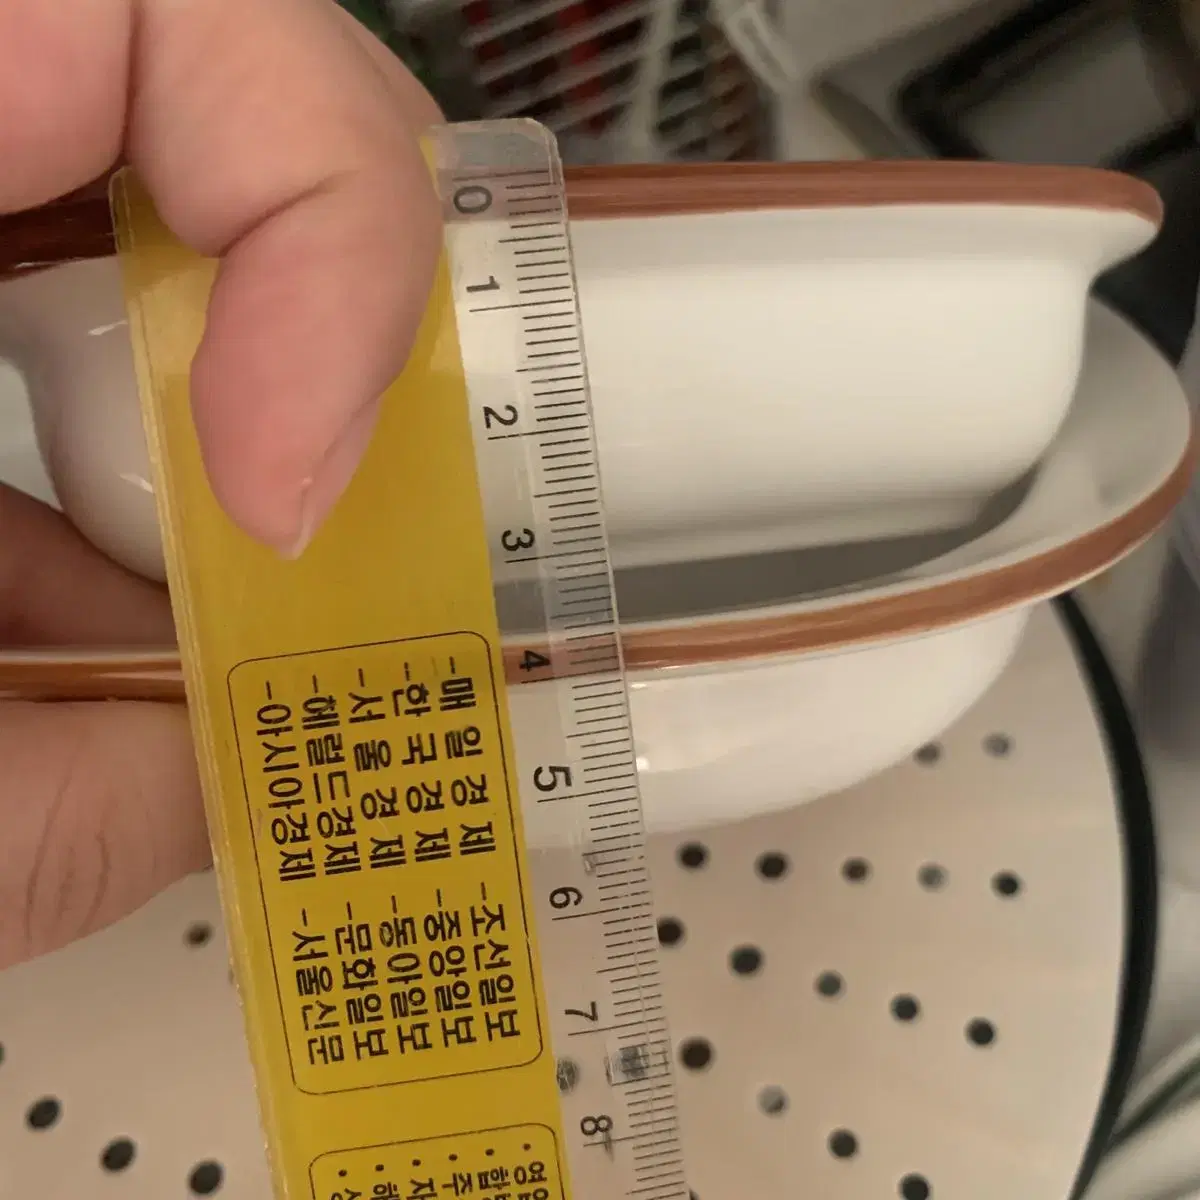 0
1
2
3
4
5
6
7
8
-매일경제
-한국경제
-서울경제
-헤럴드경제
-아시아경제
-조선일보
-중앙일보
-동아일보
-문화일보
-서울신문